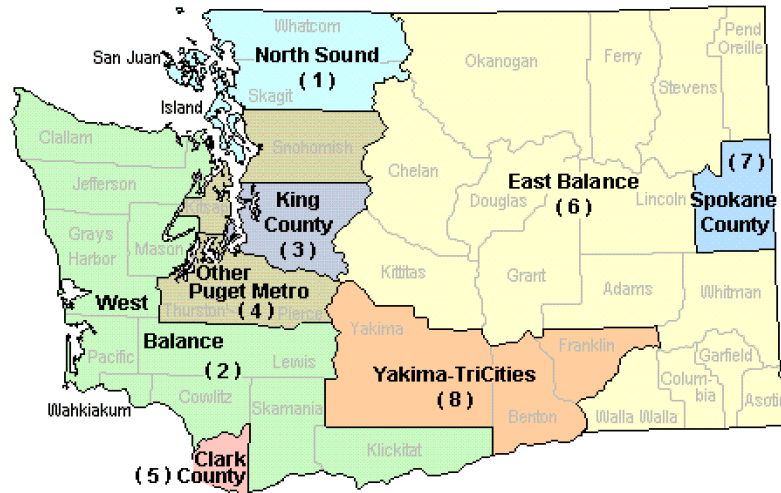 Whatcom
San Juan
North Sound
( 1 )
Island
Skagit
Okanogan
Ferry
Pend
Oreille
Stevens
Clallam
Snohomish
Jefferson
Kitsap
Chelan
Douglas
East Balance
( 6 )
Lincoln
( 7 )
Spokane
County
King
County
( 3 )
Grays
Harbor
Mason
Other
Puget Metro
( 4 )
Thurston
Pierce
Kittitas
Grant
Adams
Whitman
West
Balance
( 2 )
Pacific
Lewis
Yakima
Franklin
Yakima-TriCities
( 8 )
Benton
Garfield
Colum-
bia
Walla Walla
Asotin
Wahkiakum
Cowlitz
Skamania
Klickitat
Clark
( 5 ) County